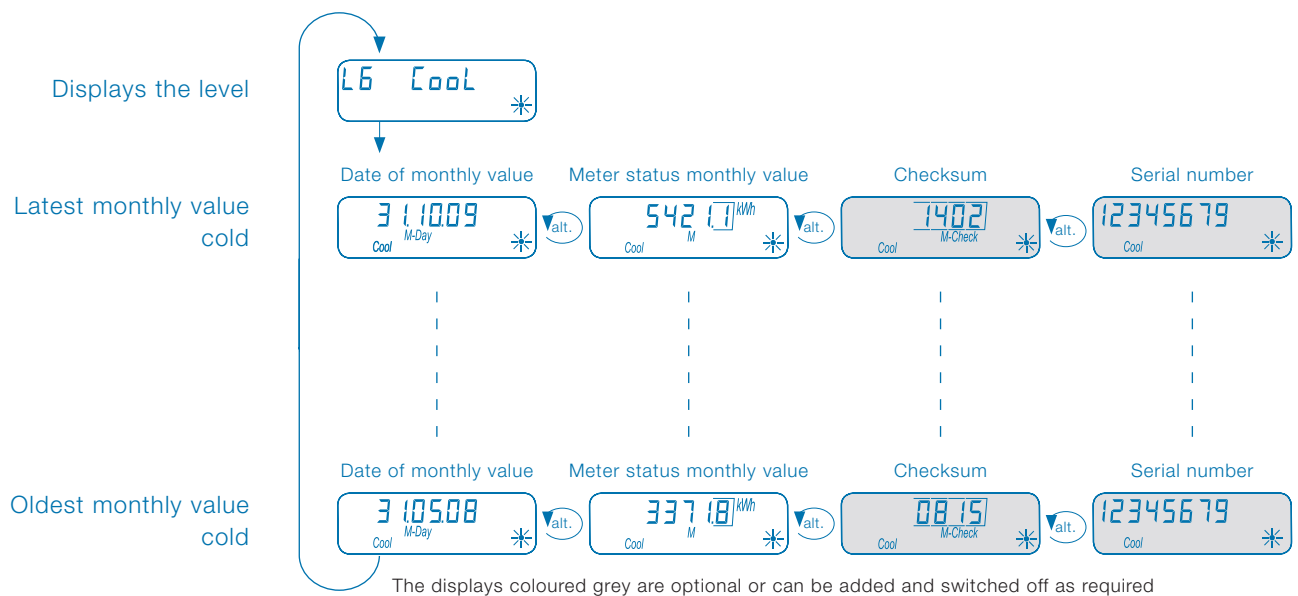 Displays the level
L6 Cool
Date of monthly value Meter status monthly value Checksum Serial number
Latest monthly value
cold
31.10.09 M-Day Cool alt. 5421.1 kWh M Cool alt. 1402 M-Check Cool alt. 12345679 Cool
Date of monthly value Meter status monthly value Checksum Serial number
Oldest monthly value
cold
31.05.08 M-Day Cool alt. 3371.8 kWh M Cool alt. 0815 M-Check Cool alt. 12345679 Cool
The displays coloured grey are optional or can be added and switched off as required